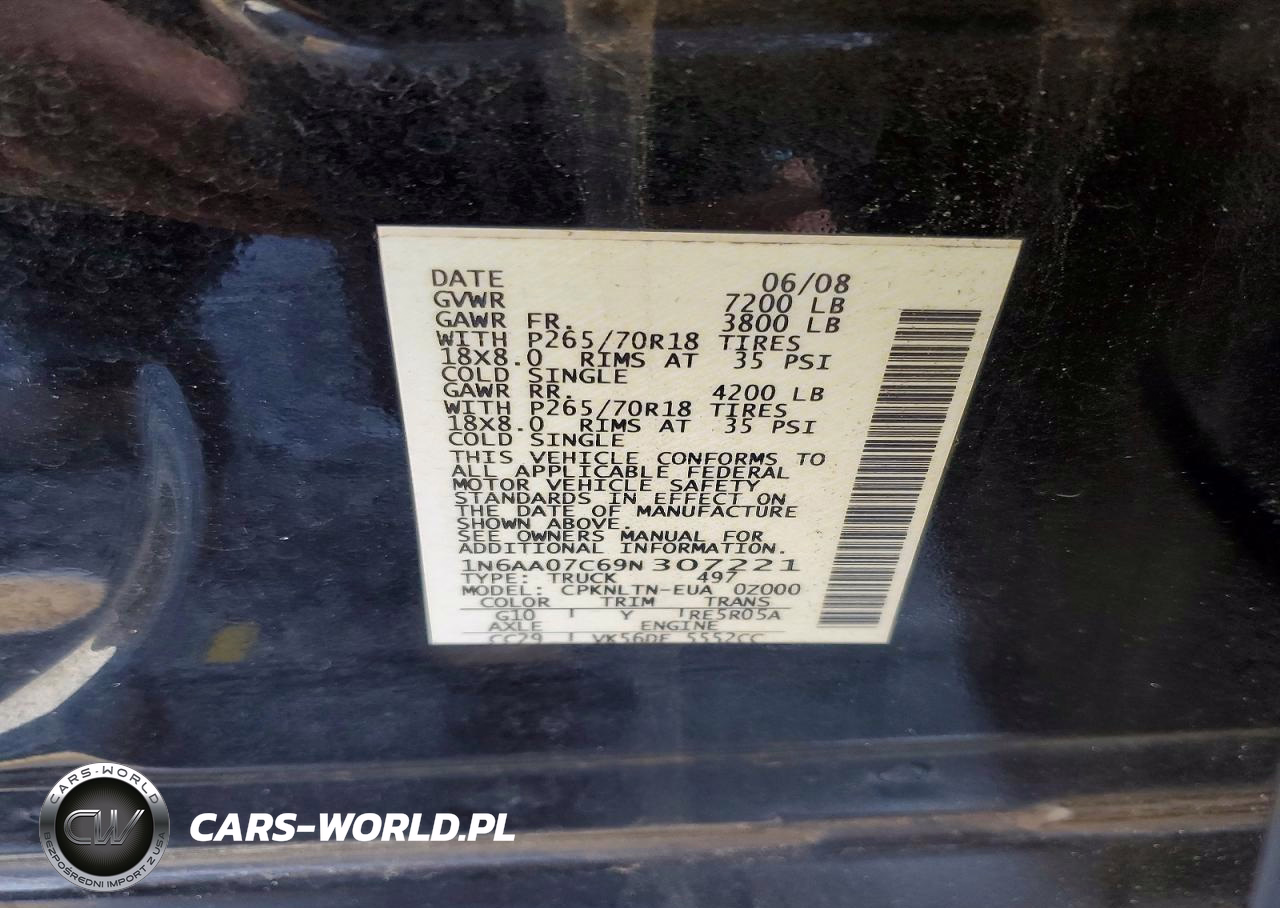 DATE 06/08
GVWR 7200 LB
GAWR FR. 3800 LB
WITH P265/70R18 TIRES
18X8.0 RIMS AT 35 PSI
COLD SINGLE
GAWR RR. 4200 LB
WITH P265/70R18 TIRES
18X8.0 RIMS AT 35 PSI
COLD SINGLE
THIS VEHICLE CONFORMS TO
ALL APPLICABLE FEDERAL
MOTOR VEHICLE SAFETY
STANDARDS IN EFFECT ON
THE DATE OF MANUFACTURE
SHOWN ABOVE.
SEE OWNERS MANUAL FOR
ADDITIONAL INFORMATION.
1N6AA07C69N307221
TYPE: TRUCK 497
MODEL: CPKNLTN-EUA 0Z000
COLOR TRIM TRANS
G10 Y RE5R05A
AXLE ENGINE
CC29 VK56DE 5552CC
CARS-WORLD
CW
BEZPOŚREDNI IMPORT Z USA
CARS-WORLD.PL